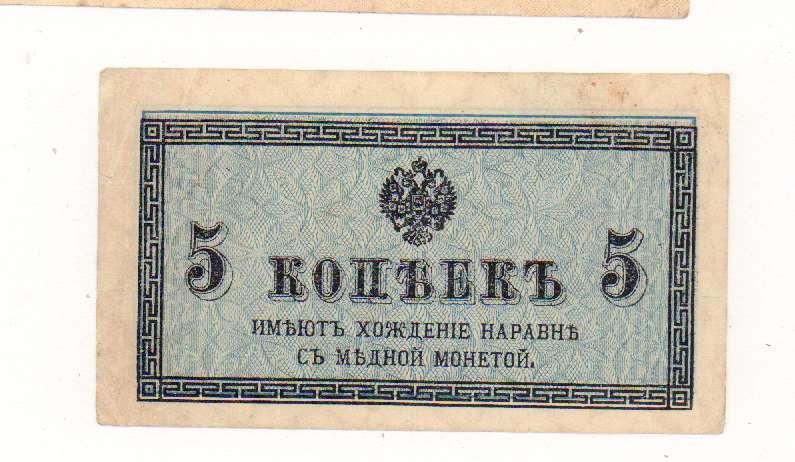 5 КОПѢЕКЪ 5
ИМѢЮТЪ ХОЖДЕНІЕ НАРАВНѢ
СЪ МѢДНОЙ МОНЕТОЙ.